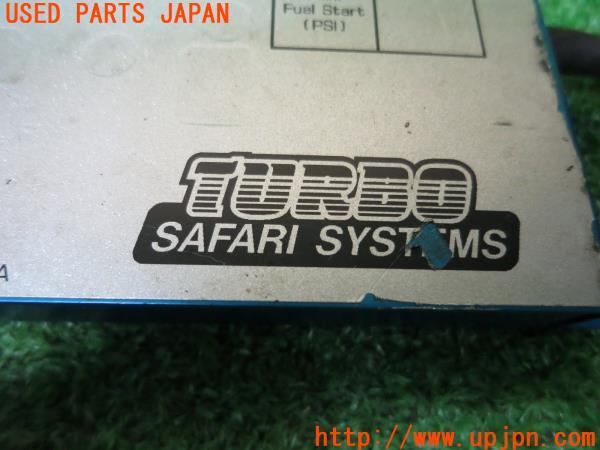 USED PARTS JAPAN
Fuel Start
(PSI)
TURBO
SAFARI SYSTEMS
A
http://www.upjpn.com/